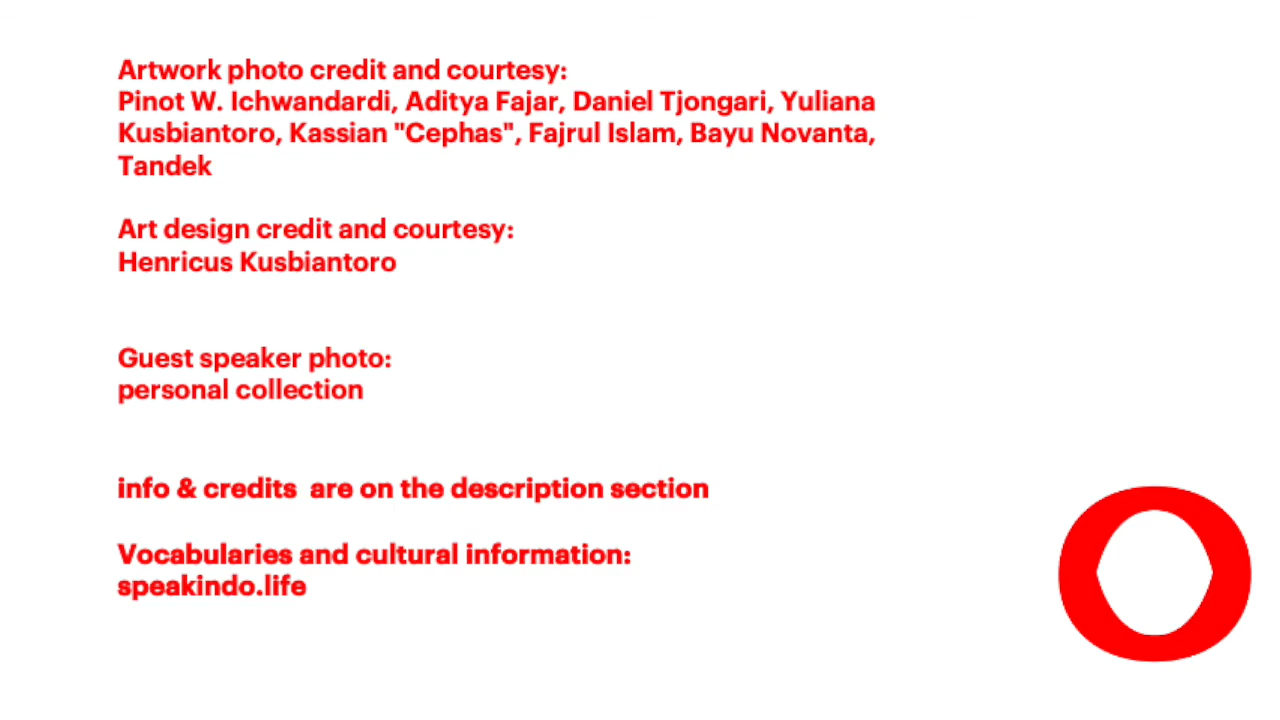 Artwork photo credit and courtesy:
Pinot W. Ichwandardi, Aditya Fajar, Daniel Tjongari, Yuliana
Kusbiantoro, Kassian "Cephas", Fajrul Islam, Bayu Novanta,
Tandek
Art design credit and courtesy:
Henricus Kusbiantoro
Guest speaker photo:
personal collection
info & credits  are on the description section
Vocabularies and cultural information:
speakindo.life